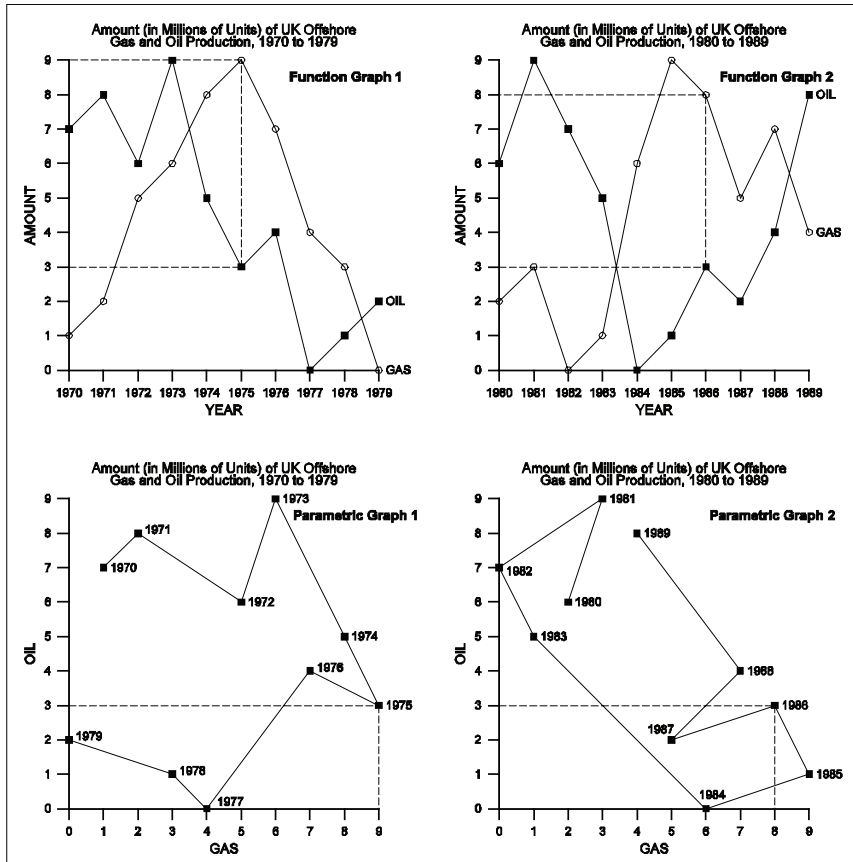 Amount (in Millions of Units) of UK Offshore
Gas and Oil Production, 1970 to 1979
Function Graph 1
9
8
7
6
5
4
3
2
1
0
AMOUNT
OIL
GAS
1970 1971 1972 1973 1974 1975 1976 1977 1978 1979
YEAR
Amount (in Millions of Units) of UK Offshore
Gas and Oil Production, 1980 to 1989
Function Graph 2
9
8
7
6
5
4
3
2
1
0
AMOUNT
OIL
GAS
1980 1981 1982 1983 1984 1985 1986 1987 1988 1989
YEAR
Amount (in Millions of Units) of UK Offshore
Gas and Oil Production, 1970 to 1979
Parametric Graph 1
9
8
7
6
5
4
3
2
1
0
OIL
1973
1971
1970
1972
1974
1976
1975
1979
1978
1977
0 1 2 3 4 5 6 7 8 9
GAS
Amount (in Millions of Units) of UK Offshore
Gas and Oil Production, 1980 to 1989
Parametric Graph 2
9
8
7
6
5
4
3
2
1
0
OIL
1981
1989
1982
1980
1983
1988
1986
1987
1985
1984
0 1 2 3 4 5 6 7 8 9
GAS